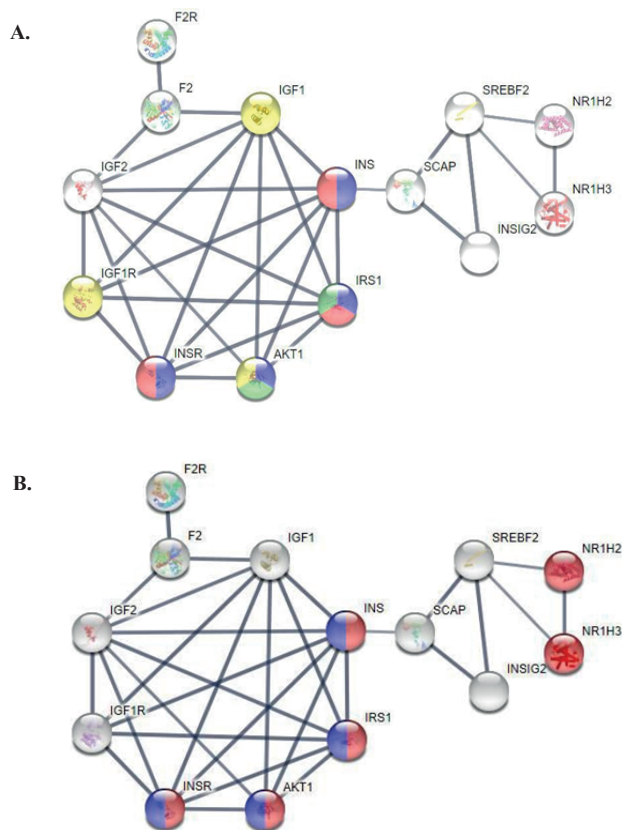 A.
F2R
F2
IGF1
SREBF2
NR1H2
INS
SCAP
IGF2
NR1H3
INSIG2
IGF1R
IRS1
INSR
AKT1
B.
F2R
F2
IGF1
SREBF2
NR1H2
INS
SCAP
IGF2
NR1H3
INSIG2
IGF1R
IRS1
INSR
AKT1